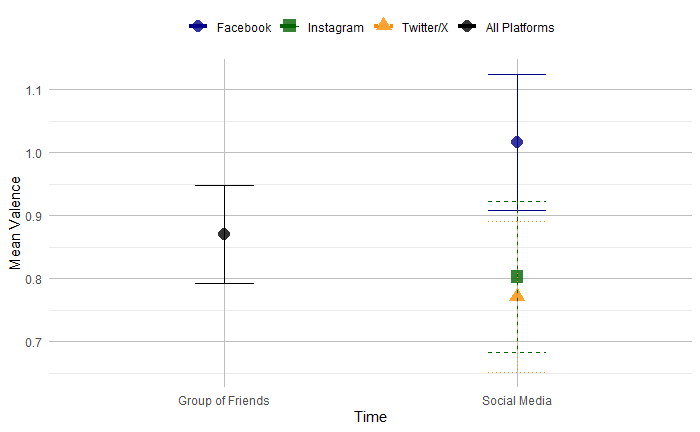 Facebook Instagram Twitter/X All Platforms
1.1
1.0
0.9
0.8
0.7
Mean Valence
Group of Friends Social Media
Time